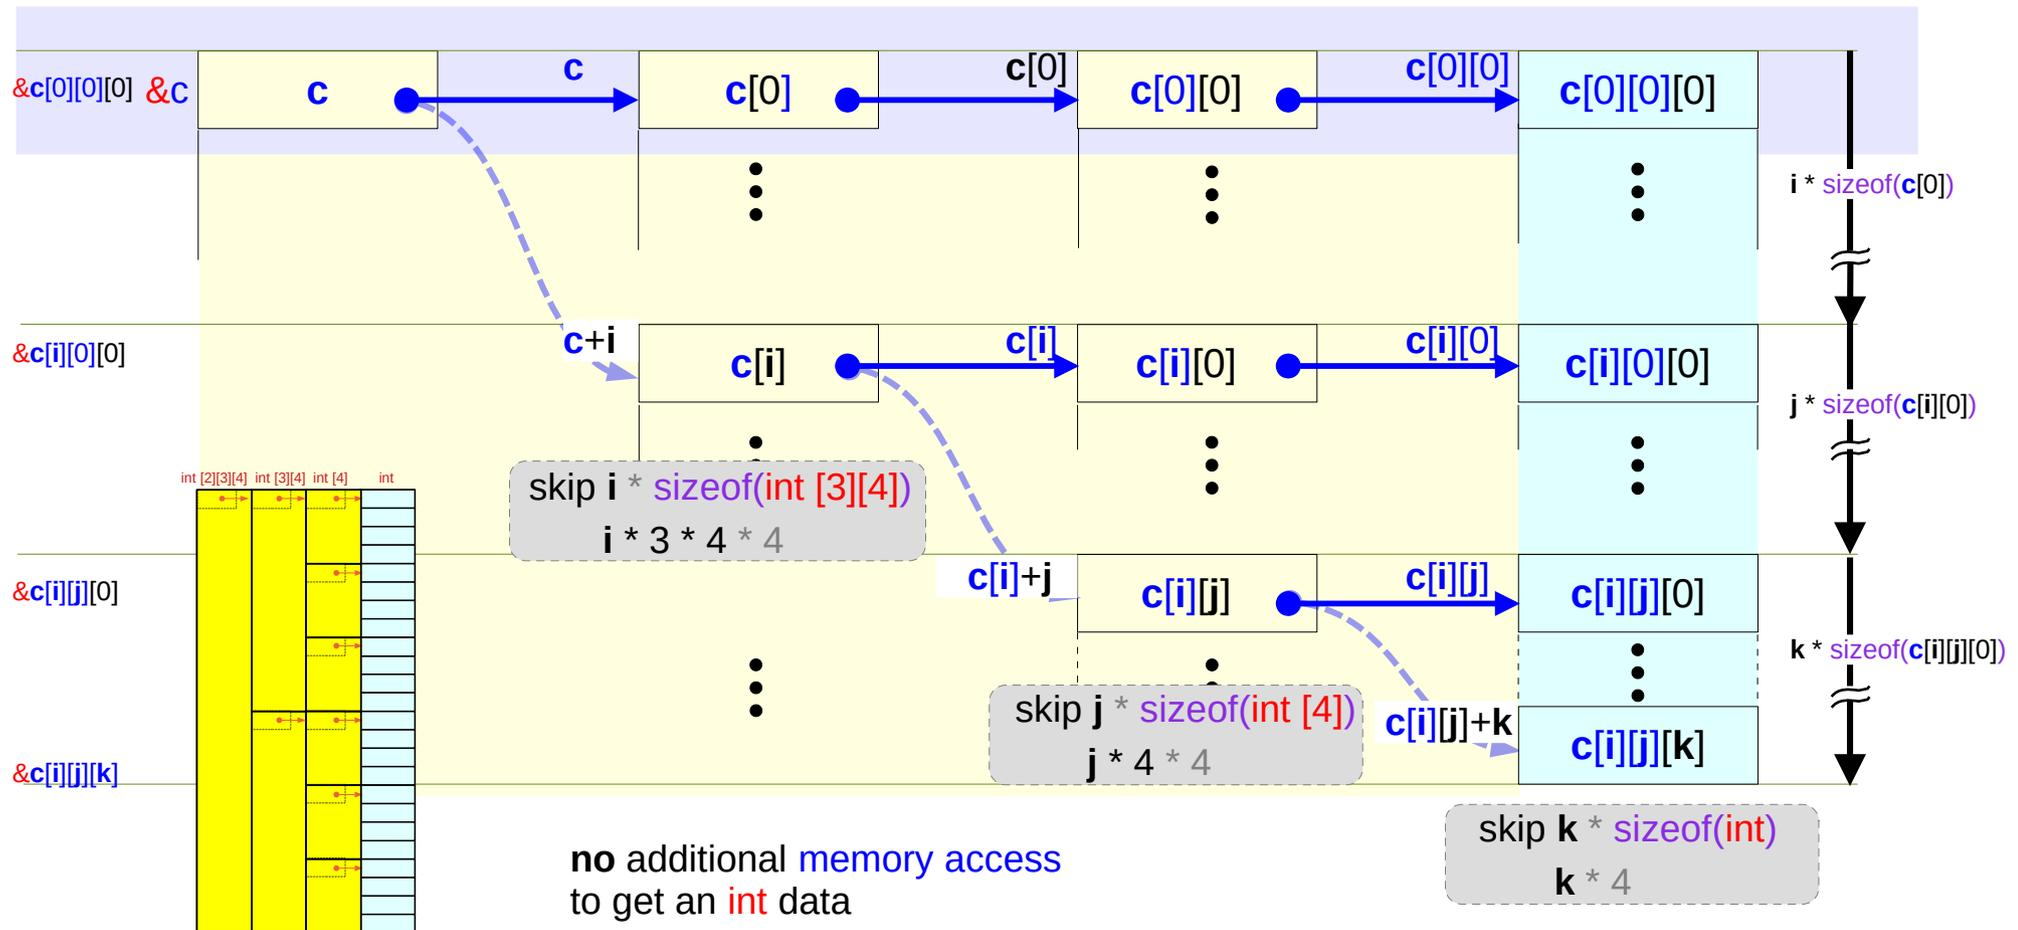 &c[0][0][0] &c c c c[0] c[0] c[0][0] c[0][0] c[0][0][0]
i * sizeof(c[0])
&c[i][0][0] c+i c[i] c[i] c[i][0] c[i][0] c[i][0][0]
j * sizeof(c[i][0])
int [2][3][4] int [3][4] int [4] int
skip i * sizeof(int [3][4])
i * 3 * 4 * 4
&c[i][j][0] c[i]+j c[i][j] c[i][j] c[i][j][0]
k * sizeof(c[i][j][0])
skip j * sizeof(int [4])
j * 4 * 4
&c[i][j][k] c[i][j]+k c[i][j][k]
skip k * sizeof(int)
k * 4
no additional memory access
to get an int data